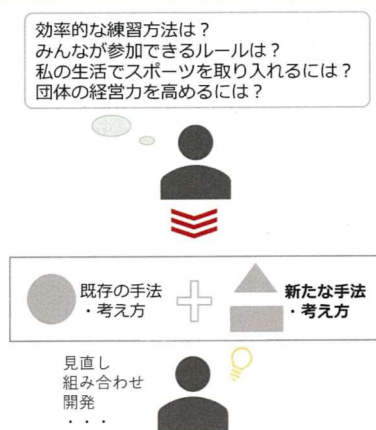 効率的な練習方法は？
みんなが参加できるルールは？
私の生活でスポーツを取り入れるには？
団体の経営力を高めるには？
既存の手法
・考え方
新たな手法
・考え方
見直し
組み合わせ
開発
・・・